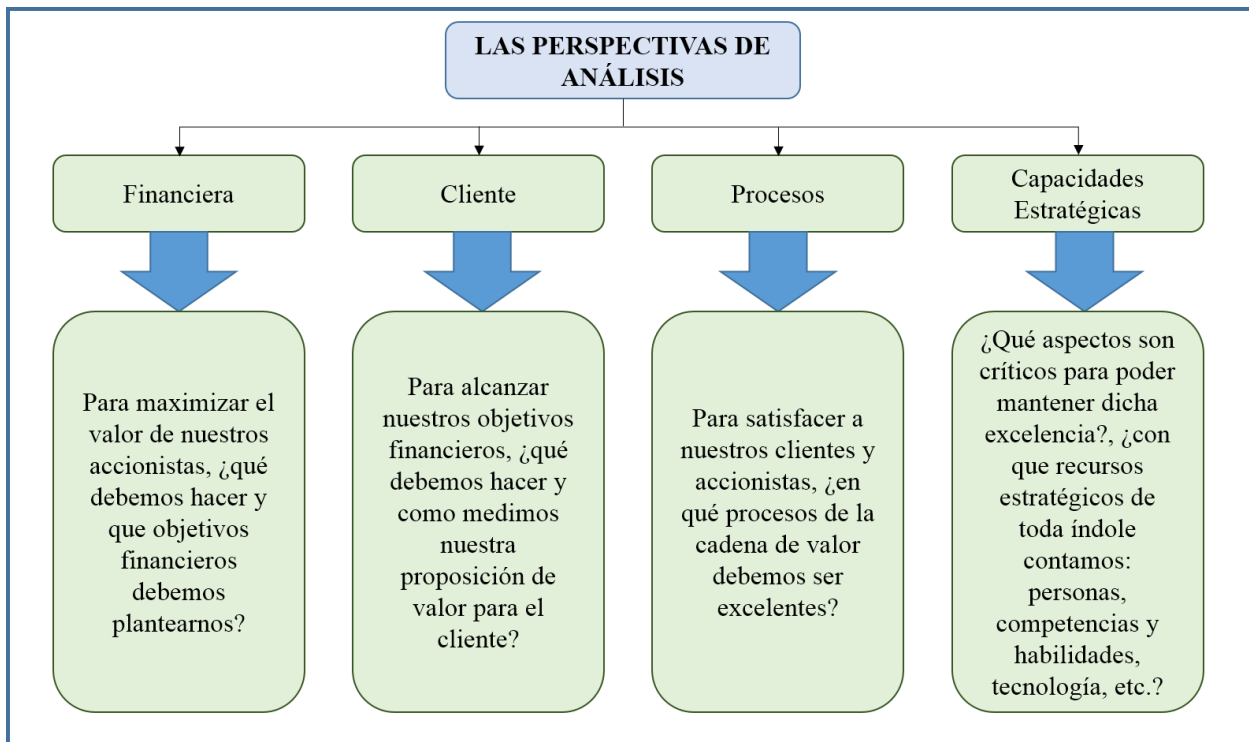 LAS PERSPECTIVAS DE
ANÁLISIS
Financiera
Cliente
Procesos
Capacidades
Estratégicas
Para maximizar el
valor de nuestros
accionistas, ¿qué
debemos hacer y
que objetivos
financieros
debemos
plantearnos?
Para alcanzar
nuestros objetivos
financieros, ¿qué
debemos hacer y
como medimos
nuestra
proposición de
valor para el
cliente?
Para satisfacer a
nuestros clientes y
accionistas, ¿en
qué procesos de la
cadena de valor
debemos ser
excelentes?
¿Qué aspectos son
críticos para poder
mantener dicha
excelencia?, ¿con
que recursos
estratégicos de
toda índole
contamos:
personas,
competencias y
habilidades,
tecnología, etc.?